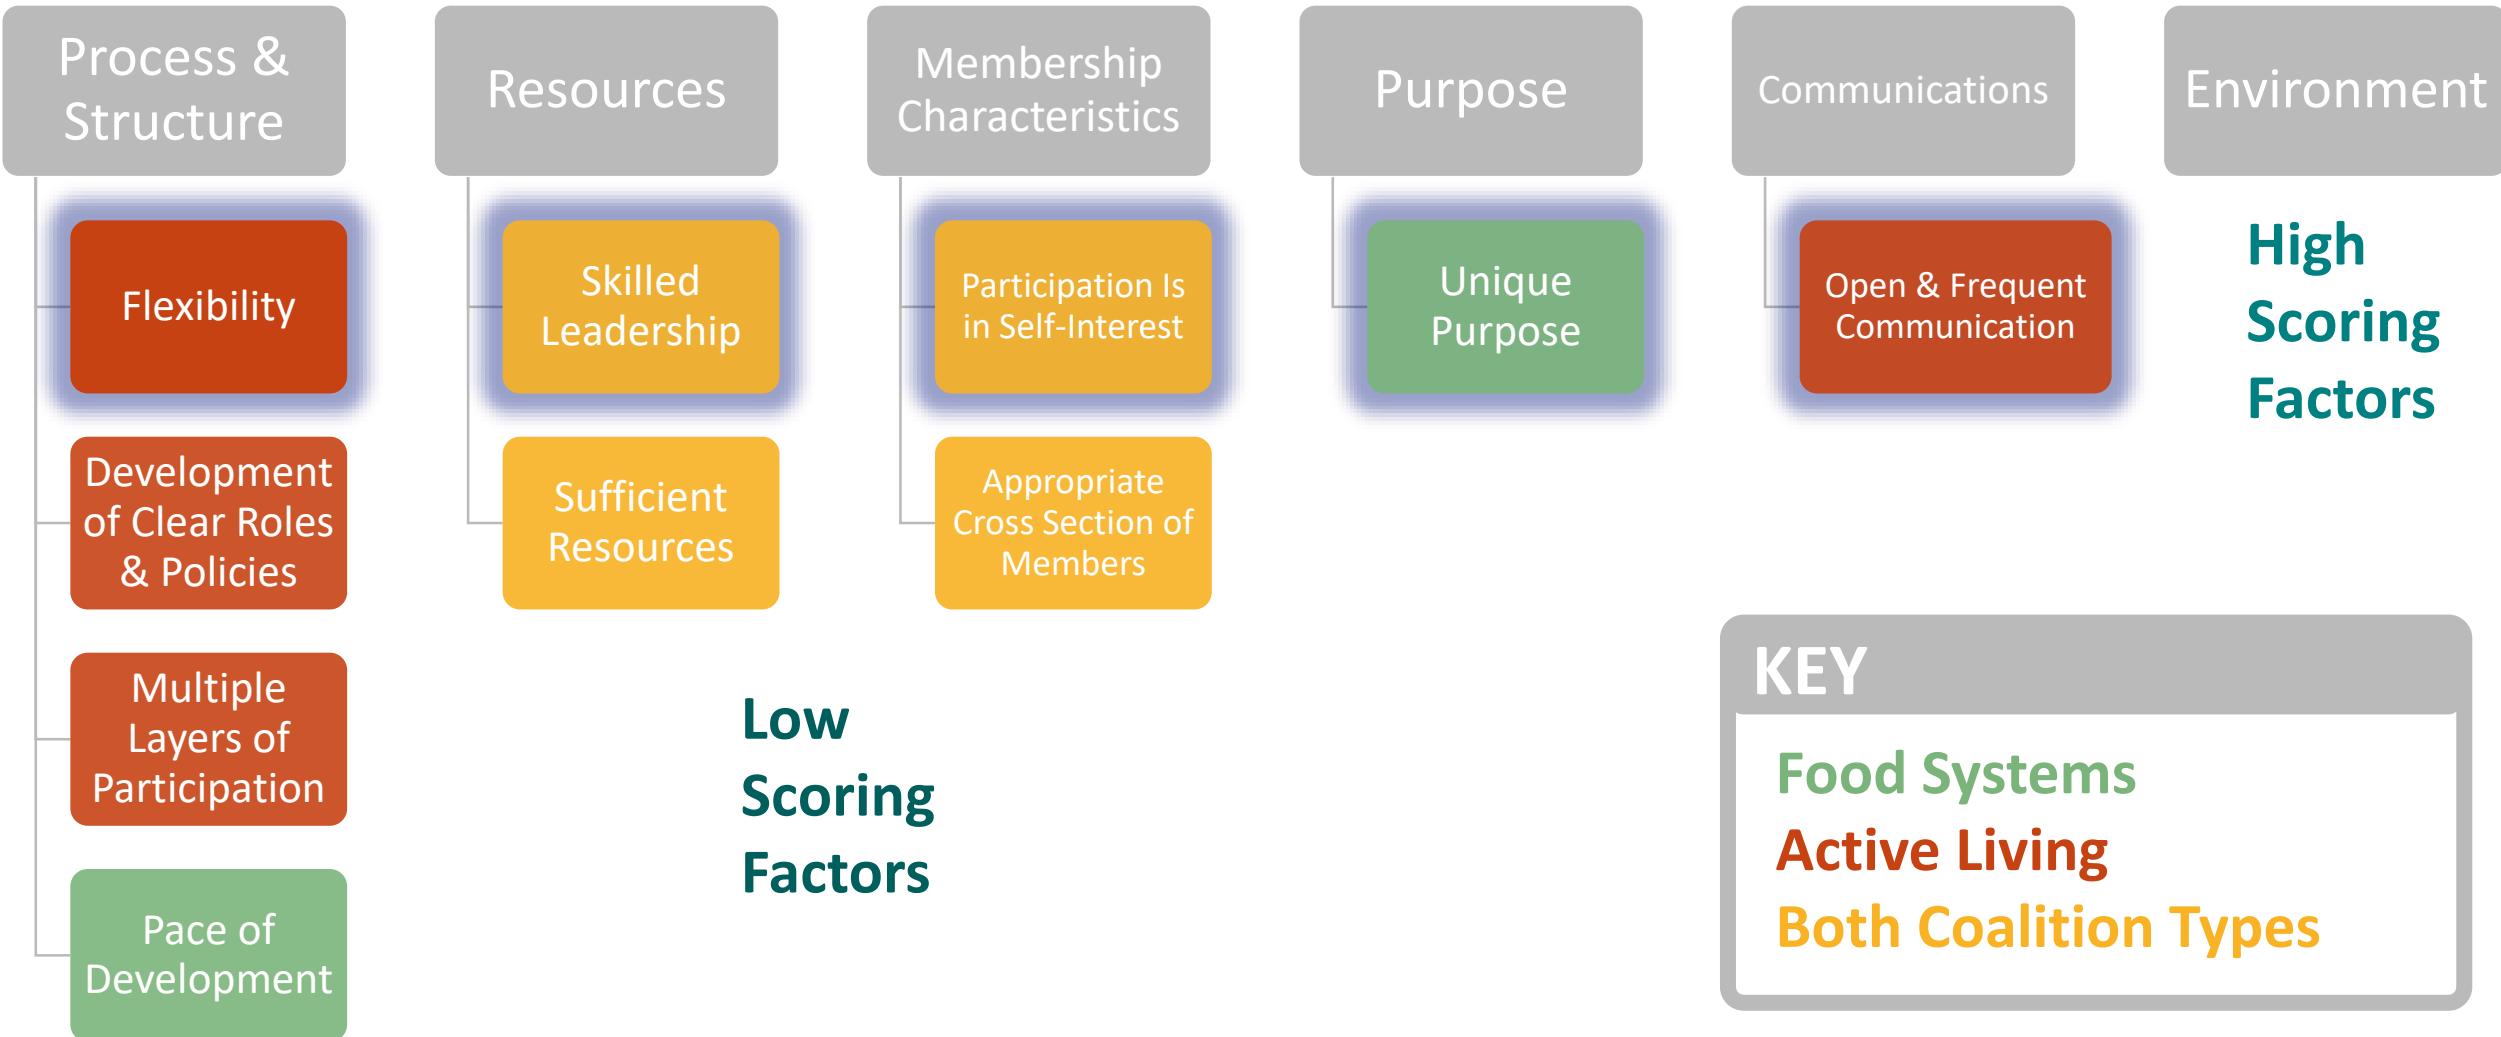 Process &
Structure
Resources
Membership
Characteristics
Purpose
Communications
Environment
Flexibility
Skilled
Leadership
Participation Is
in Self-Interest
Unique
Purpose
Open & Frequent
Communication
High
Scoring
Factors
Development
of Clear Roles
& Policies
Sufficient
Resources
Appropriate
Cross Section of
Members
Multiple
Layers of
Participation
Low
Scoring
Factors
Pace of
Development
KEY
Food Systems
Active Living
Both Coalition Types